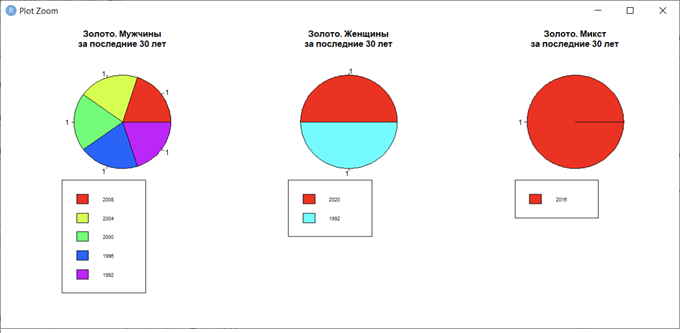 Plot Zoom
Золото. Мужчины
за последние 30 лет
1
1
1
1
1
2008
2004
2000
1996
1992
Золото. Женщины
за последние 30 лет
1
1
2020
1992
Золото. Микст
за последние 30 лет
1
2016